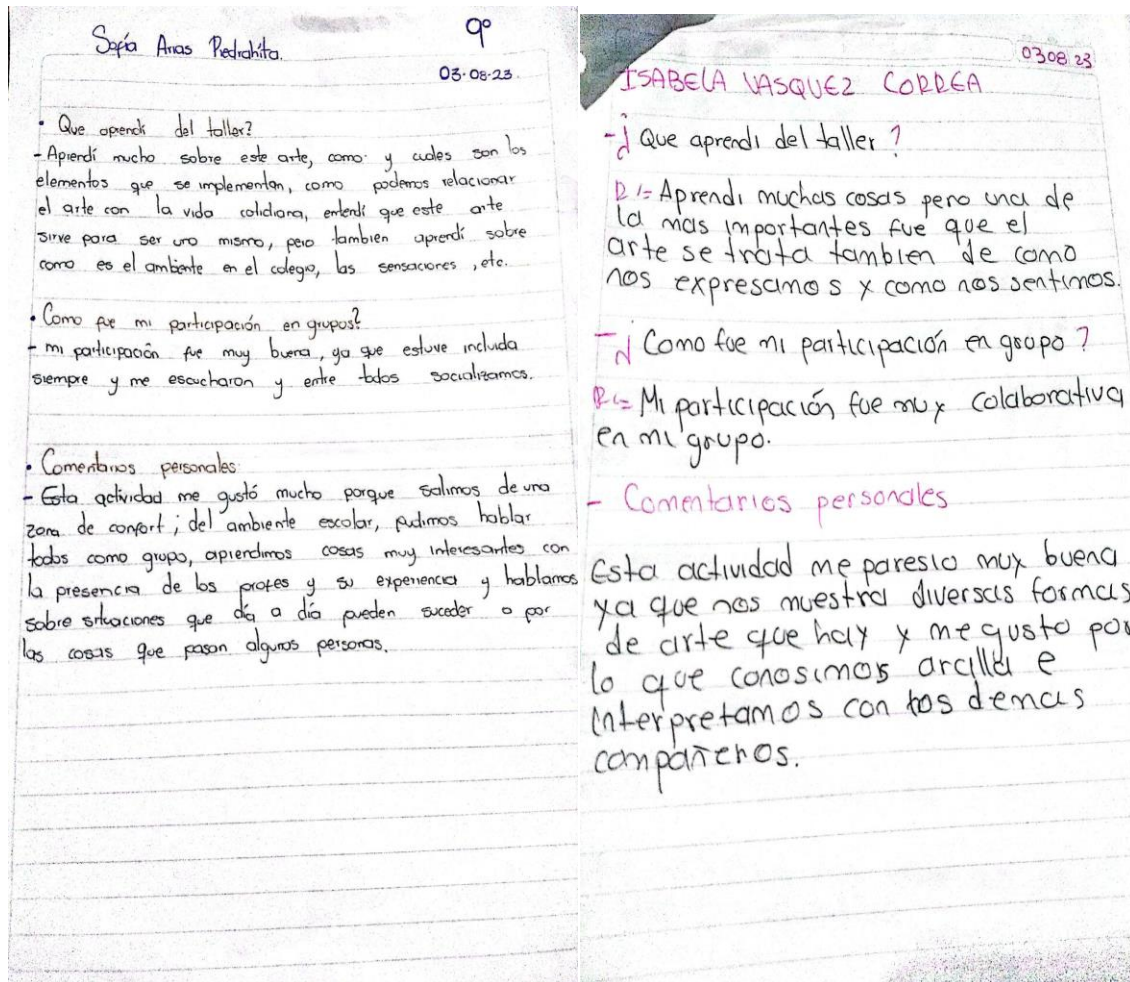 Sofía Arias Piedrahita.
9º
03-08-23.
• Que aprendí del taller?
- Aprendí mucho sobre este arte, como y cuales son los
elementos que se implementan, como podemos relacionar
el arte con la vida cotidiana, entendí que este arte
sirve para ser uno mismo, pero tambien aprendí sobre
como es el ambiente en el colegio, las sensaciones, etc.
• Como fue mi participación en grupos?
- mi participación fue muy buena, ya que estuve incluida
siempre y me escucharon y entre todos socializamos.
• Comentarios personales
- Esta actividad me gustó mucho porque salimos de una
zona de confort; del ambiente escolar, pudimos hablar
todos como grupo, aprendimos cosas muy interesantes con
la presencia de los profes y su experiencia y hablamos
sobre situaciones que día a día pueden suceder o por
las cosas que pasan algunos personas.
0308.23
ISABELA VASQUEZ CORREA
- ¿Que aprendi del taller?
R/= Aprendi muchas cosas pero una de
la mas importantes fue que el
arte se trata tambien de como
nos expresamos y como nos sentimos.
- ¿Como fue mi participación en grupo?
R/= Mi participación fue muy colaborativa
en mi grupo.
- Comentarios personales
Esta actividad me paresio muy buena
ya que nos muestra diversas formas
de arte que hay y me gusto por
lo que conosimos arcilla e
interpretamos con los demas
compañeros.